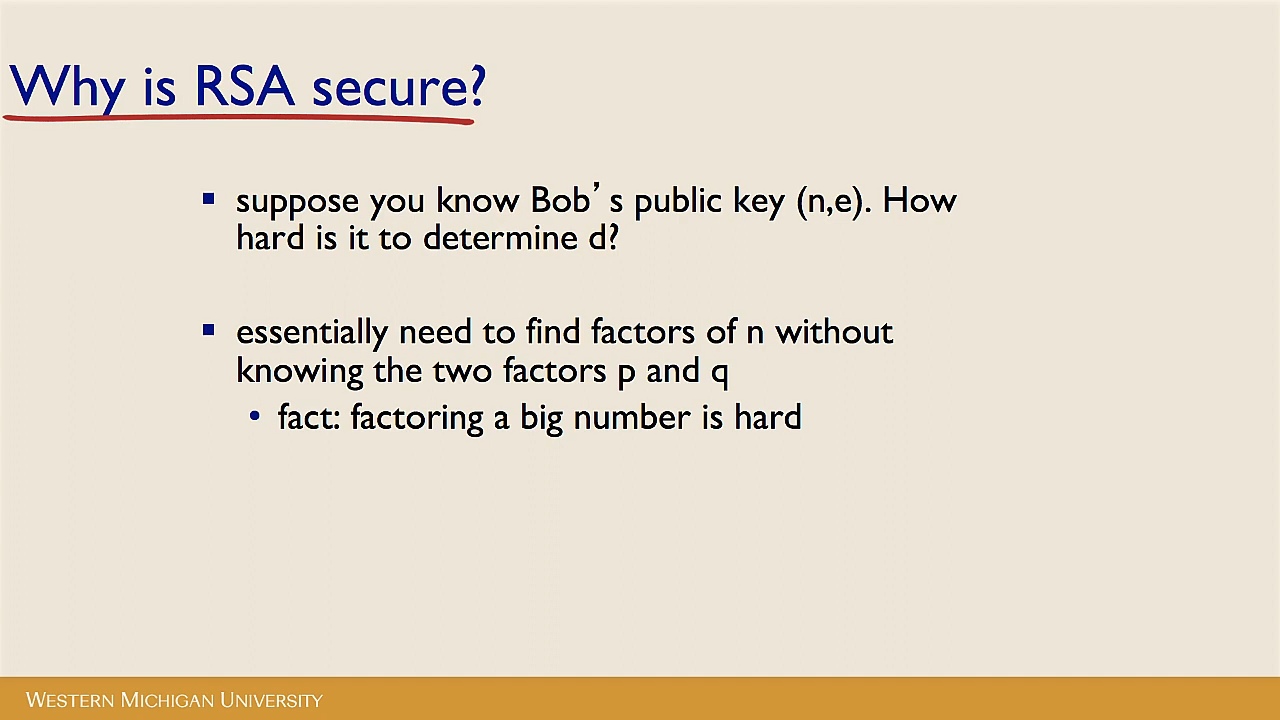 Why is RSA secure?
suppose you know Bob’ s public key (n,e). How
hard is it to determine d?
essentially need to find factors of n without
knowing the two factors p and q
fact: factoring a big number is hard
WESTERN MICHIGAN UNIVERSITY